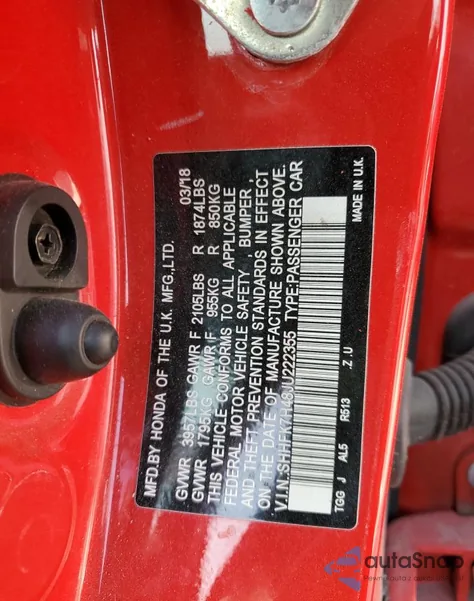 MFD.BY HONDA OF THE U.K. MFG.,LTD. 03/18
GVWR 3957LBS GAWR F 2105LBS R 1874LBS
GVWR 1795KG GAWR F 955KG R 850KG
THIS VEHICLE CONFORMS TO ALL APPLICABLE
FEDERAL MOTOR VEHICLE SAFETY , BUMPER ,
AND THEFT PREVENTION STANDARDS IN EFFECT
ON THE DATE OF MANUFACTURE SHOWN ABOVE.
V.I.N.:SHHFK7H48JU222355 TYPE:PASSENGER CAR
TGG J AL5 R513 .Z.U MADE IN U.K.
autaSnap